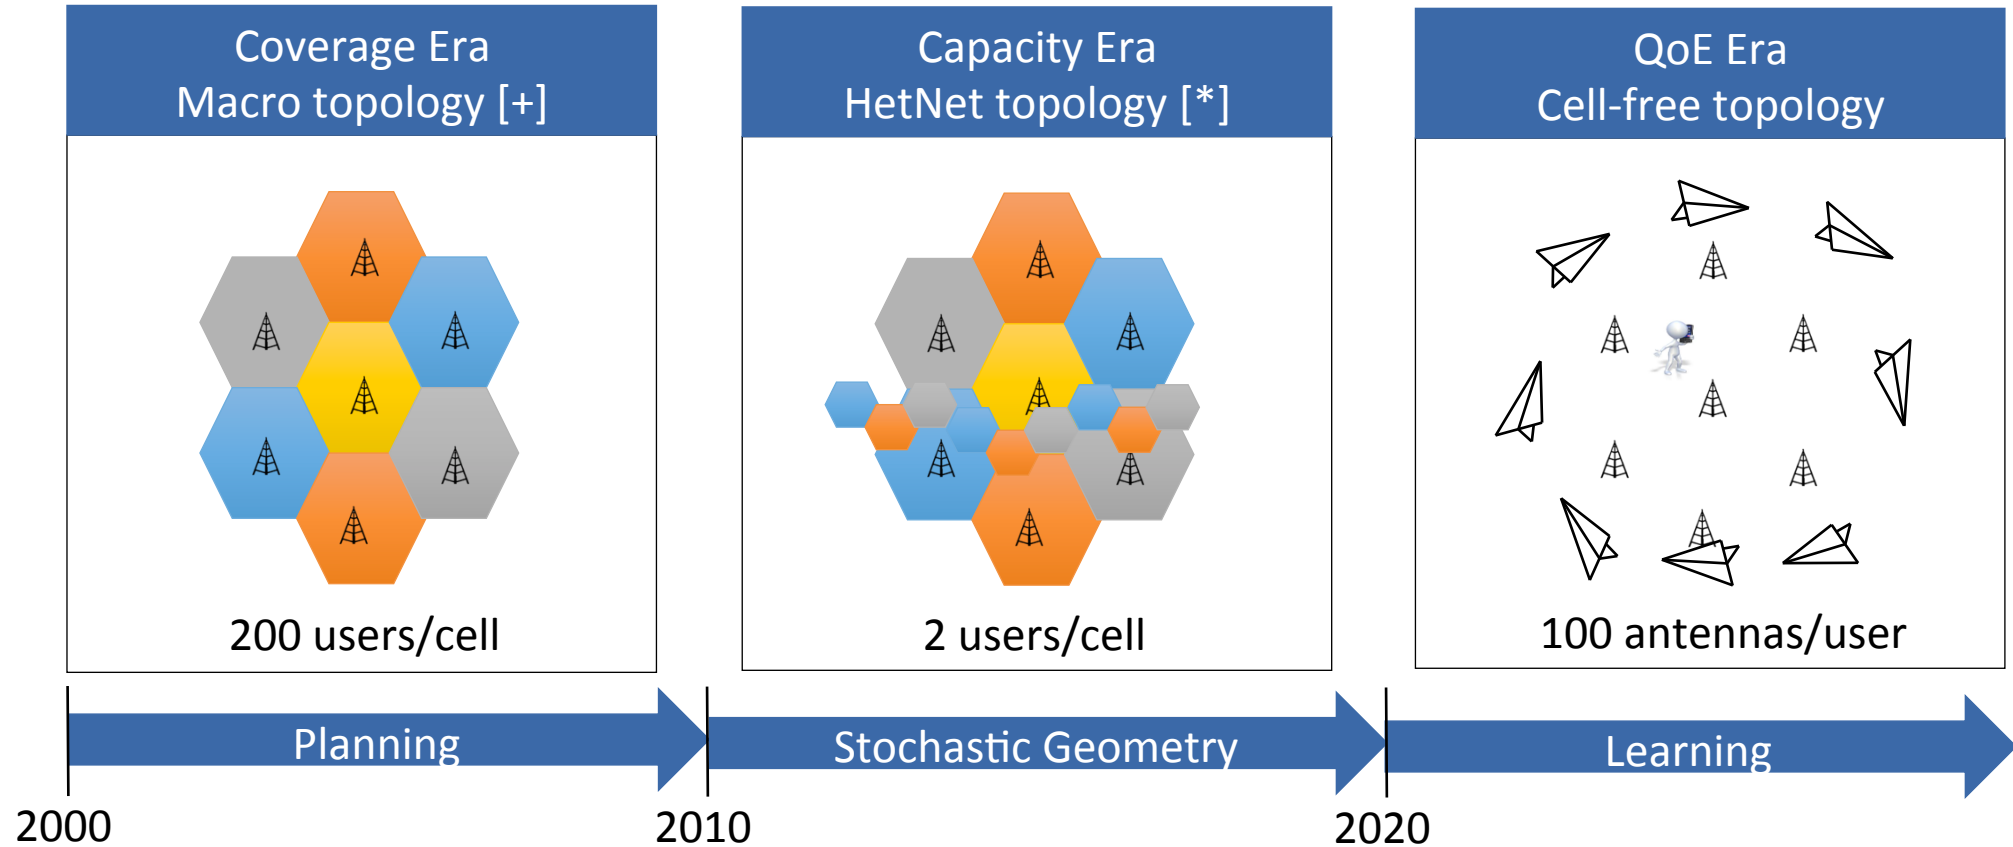 Coverage Era
Macro topology [+]
200 users/cell
Capacity Era
HetNet topology [*]
2 users/cell
QoE Era
Cell-free topology
100 antennas/user
Planning
Stochastic Geometry
Learning
2000
2010
2020